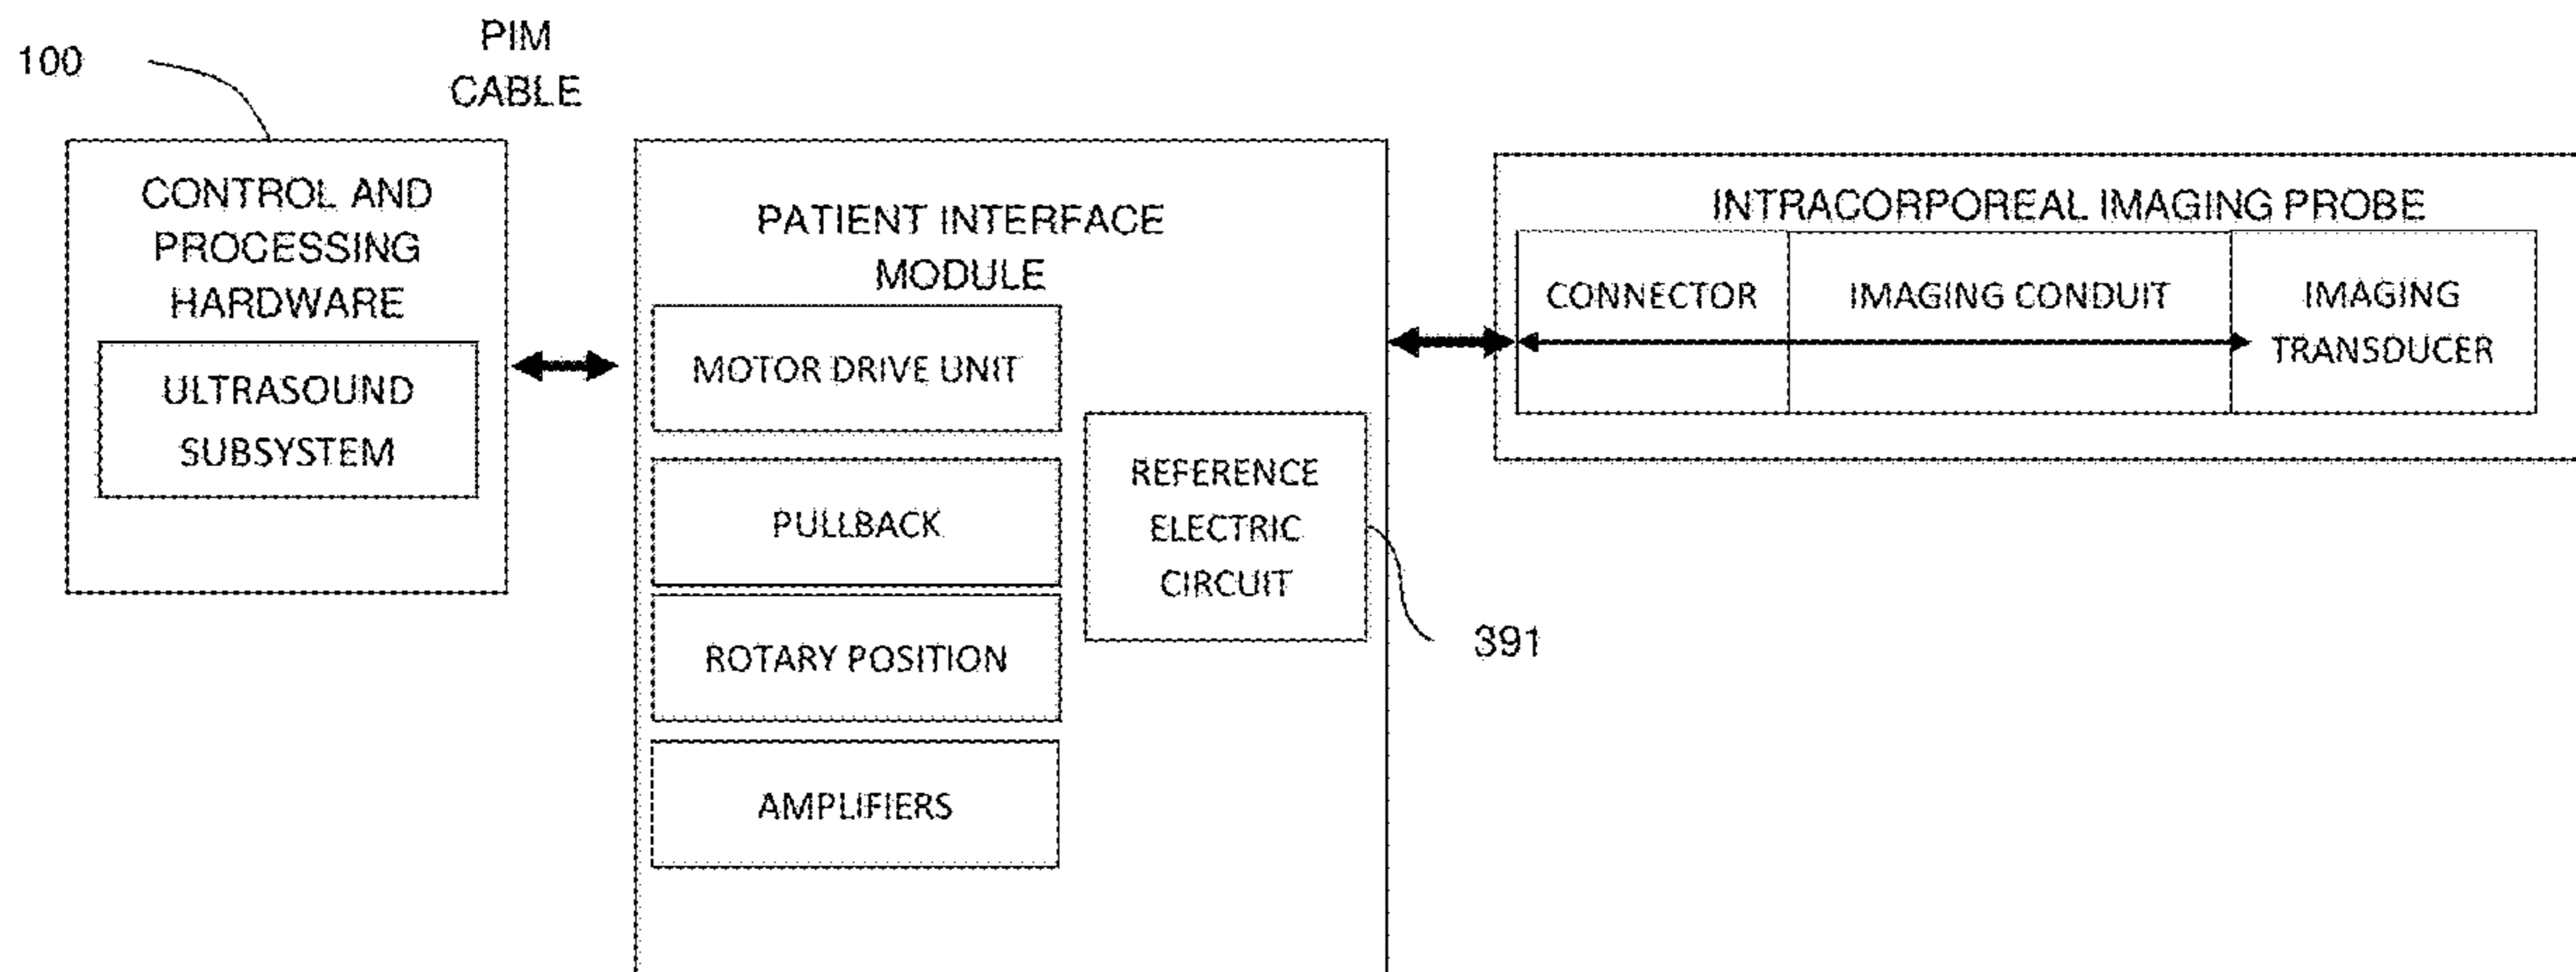 100
PIM
CABLE
CONTROL AND
PROCESSING
HARDWARE
ULTRASOUND
SUBSYSTEM
PATIENT INTERFACE
MODULE
MOTOR DRIVE UNIT
PULLBACK
ROTARY POSITION
AMPLIFIERS
REFERENCE
ELECTRIC
CIRCUIT
391
INTRACORPOREAL IMAGING PROBE
CONNECTOR
IMAGING CONDUIT
IMAGING
TRANSDUCER